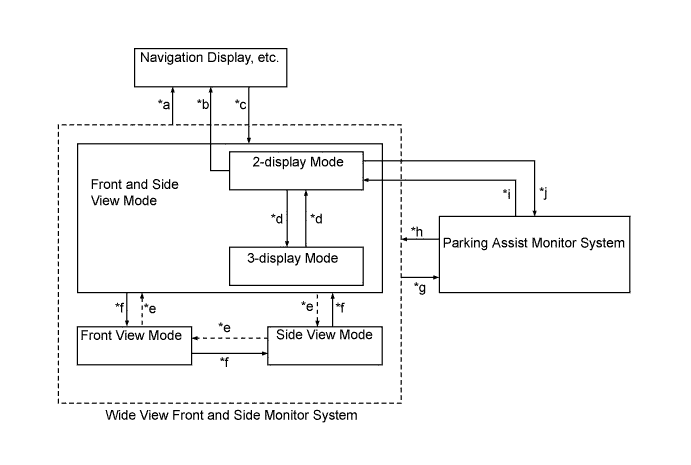 Navigation Display, etc.
*a
*b
*c
2-display Mode
Front and Side
View Mode
*i
*j
*d
*d
*h
Parking Assist Monitor System
3-display Mode
*g
*f
*e
*e
*f
Front View Mode
*e
Side View Mode
*f
Wide View Front and Side Monitor System